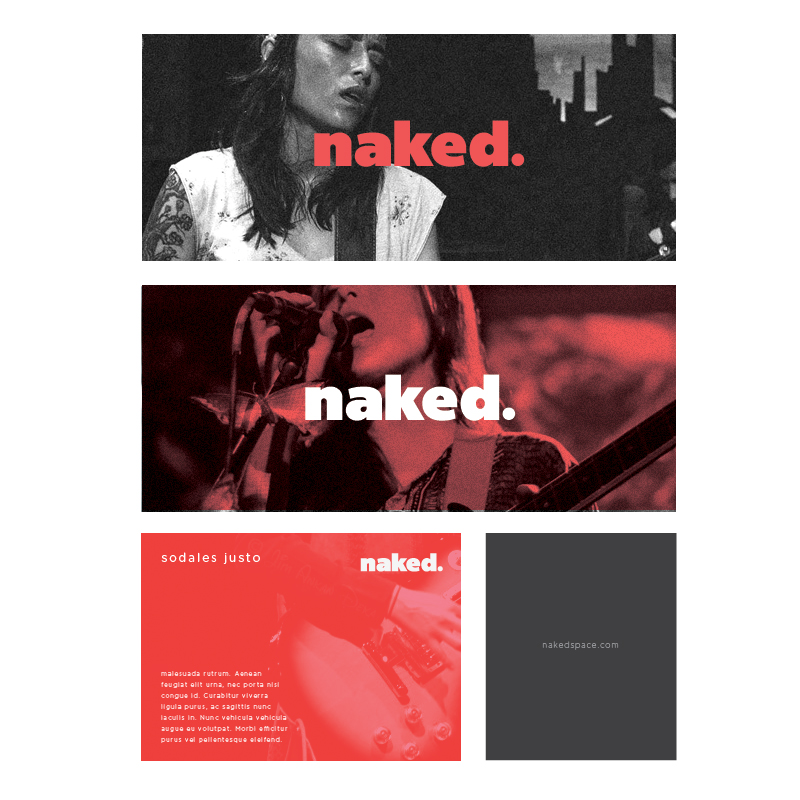 naked.
naked.
sodales justo
naked.
malesuada rutrum. Aenean
feugiat elit urna, nec porta nisl
congue id. Curabitur viverra
ligula purus, ac sagittis nunc
iaculis in. Nunc vehicula vehicula
augue eu volutpat. Morbi efficitur
purus vel pellentesque eleifend.
nakedspace.com